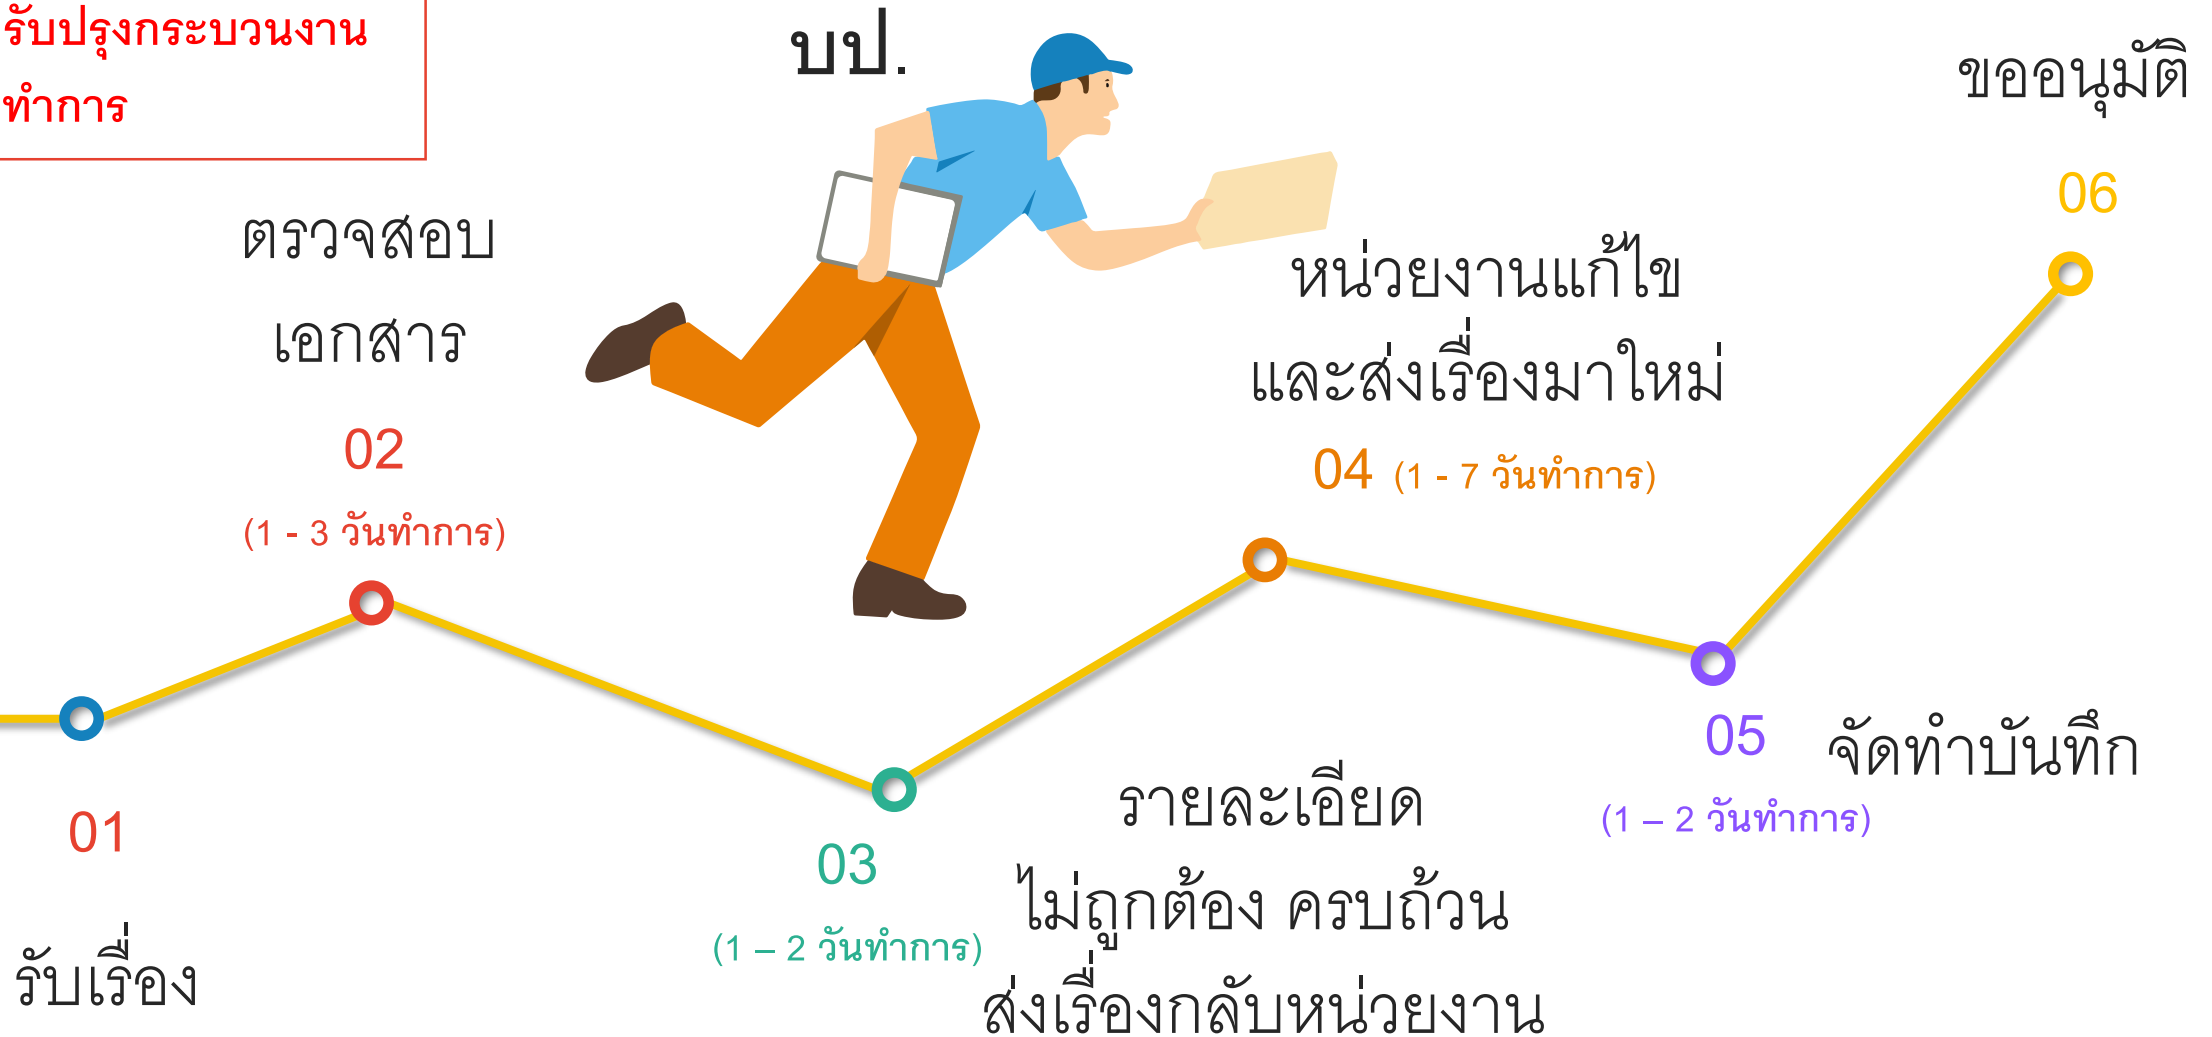 รับปรุงกระบวนงาน
ทำการ
บป.
ขออนุมัติ
06
ตรวจสอบ
เอกสาร
02
(1 - 3 วันทำการ)
หน่วยงานแก้ไข
และส่งเรื่องมาใหม่
04 (1 - 7 วันทำการ)
01
รับเรื่อง
03
(1 – 2 วันทำการ)
รายละเอียด
ไม่ถูกต้อง ครบถ้วน
ส่งเรื่องกลับหน่วยงาน
05 จัดทำบันทึก
(1 – 2 วันทำการ)